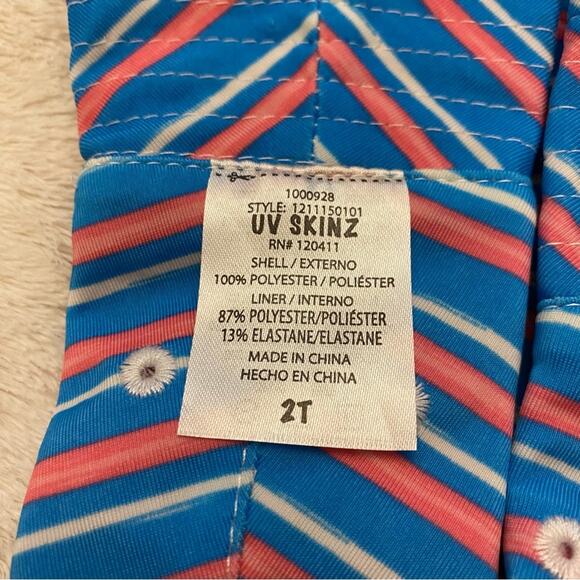 1000928
STYLE: 1211150101
UV SKINZ
RN# 120411
SHELL / EXTERNO
100% POLYESTER / POLIÉSTER
LINER / INTERNO
87% POLYESTER/POLIÉSTER
13% ELASTANE/ELASTANE
MADE IN CHINA
HECHO EN CHINA
2T